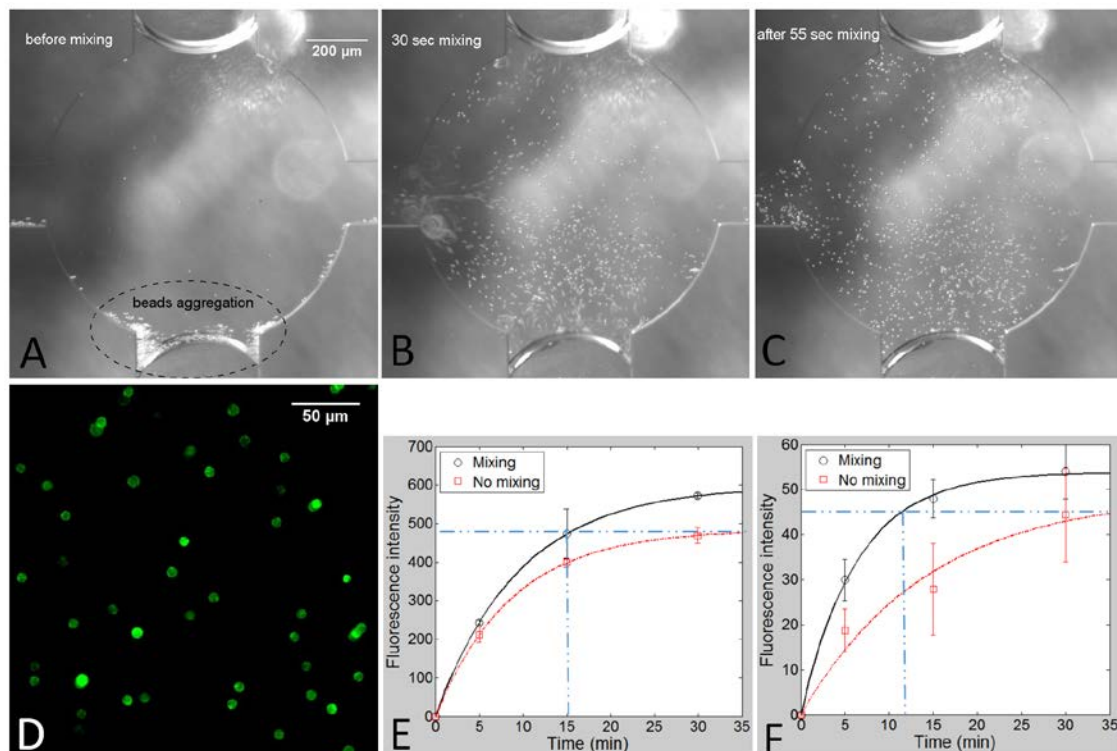 before mixing
200 µm
beads aggregation
A
30 sec mixing
B
after 55 sec mixing
C
50 µm
D
700
600
500
400
300
200
100
0
0 5 10 15 20 25 30 35
Fluorescence intensity
Time (min)
Mixing
No mixing
E
60
50
40
30
20
10
0
0 5 10 15 20 25 30 35
Fluorescence intensity
Time (min)
Mixing
No mixing
F